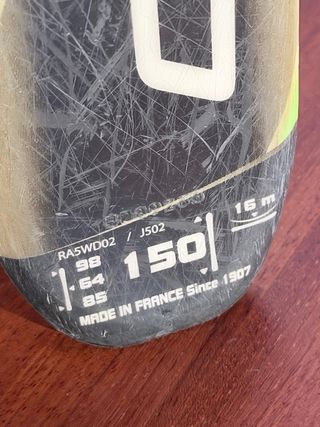 RA5WD02 / J502
98
64
85
150
16 m
MADE IN FRANCE Since 1907